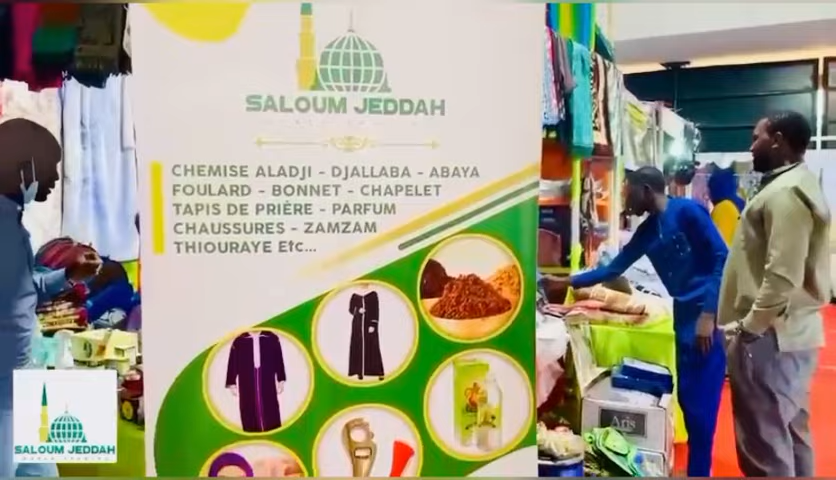 SALOUM JEDDAH
CHEMISE ALADJI - DJALLABA - ABAYA
FOULARD - BONNET - CHAPELET
TAPIS DE PRIÈRE - PARFUM
CHAUSSURES - ZAMZAM
THIOURAYE Etc...
Aris
SALOUM JEDDAH